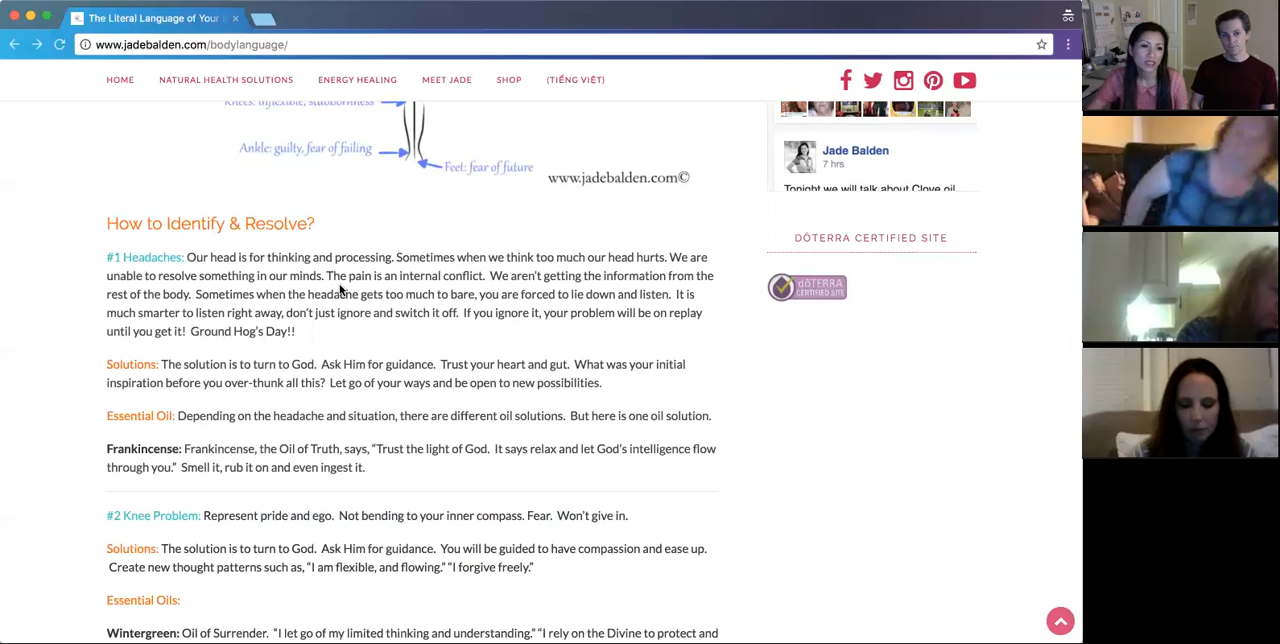 The Literal Language of Your
www.jadebalden.com/bodylanguage/
HOME NATURAL HEALTH SOLUTIONS ENERGY HEALING MEET JADE SHOP (TIẾNG VIỆT)
Knees: inflexible, stubbornness
Ankle: guilty, fear of failing
Feet: fear of future
www.jadebalden.com©
Jade Balden
7 hrs
Tonight we will talk about Clove oil
DŌTERRA CERTIFIED SITE
dōTERRA
CERTIFIED SITE
How to Identify & Resolve?
#1 Headaches: Our head is for thinking and processing. Sometimes when we think too much our head hurts. We are
unable to resolve something in our minds. The pain is an internal conflict. We aren't getting the information from the
rest of the body. Sometimes when the headache gets too much to bare, you are forced to lie down and listen. It is
much smarter to listen right away, don't just ignore and switch it off. If you ignore it, your problem will be on replay
until you get it! Ground Hog's Day!!
Solutions: The solution is to turn to God. Ask Him for guidance. Trust your heart and gut. What was your initial
inspiration before you over-thunk all this? Let go of your ways and be open to new possibilities.
Essential Oil: Depending on the headache and situation, there are different oil solutions. But here is one oil solution.
Frankincense: Frankincense, the Oil of Truth, says, "Trust the light of God. It says relax and let God's intelligence flow
through you." Smell it, rub it on and even ingest it.
#2 Knee Problem: Represent pride and ego. Not bending to your inner compass. Fear. Won't give in.
Solutions: The solution is to turn to God. Ask Him for guidance. You will be guided to have compassion and ease up.
Create new thought patterns such as, "I am flexible, and flowing." "I forgive freely."
Essential Oils:
Wintergreen: Oil of Surrender. "I let go of my limited thinking and understanding." "I rely on the Divine to protect and